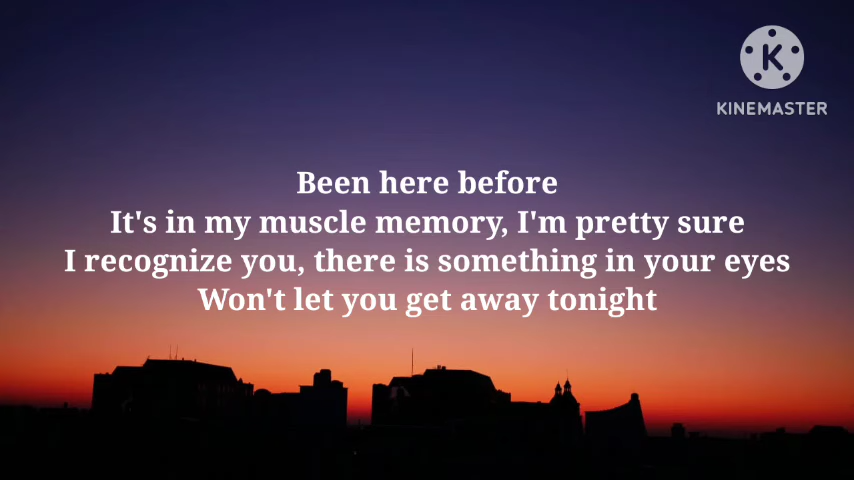 KINEMASTER
Been here before
It's in my muscle memory, I'm pretty sure
I recognize you, there is something in your eyes
Won't let you get away tonight